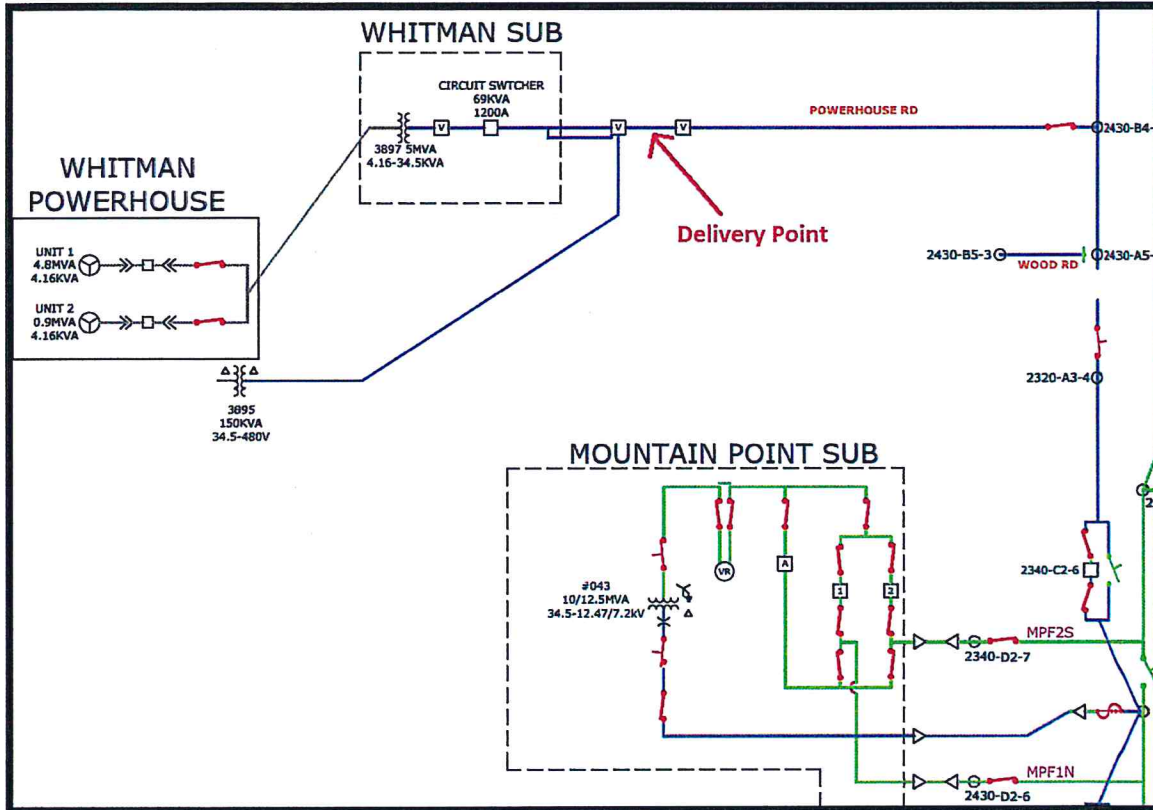 WHITMAN SUB
CIRCUIT SWTCHER
69KVA
1200A
V
V
V
POWERHOUSE RD
2430-B4-
3897 5MVA
4.16-34.5KVA
WHITMAN
POWERHOUSE
UNIT 1
4.8MVA
4.16KVA
UNIT 2
0.9MVA
4.16KVA
Delivery Point
2430-B5-3
WOOD RD
2430-A5-
3895
150KVA
34.5-480V
2320-A3-4
MOUNTAIN POINT SUB
2
#043
10/12.5MVA
34.5-12.47/7.2kV
VR
A
1
2
2340-C2-6
MPF2S
2340-D2-7
MPF1N
2430-D2-6